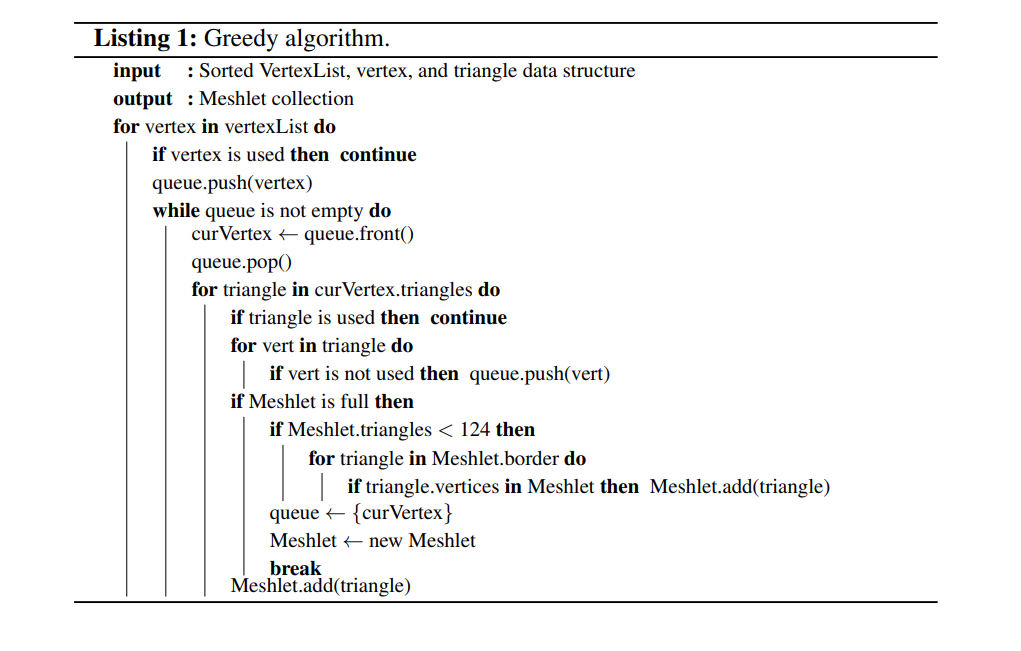 Listing 1: Greedy algorithm.
input : Sorted VertexList, vertex, and triangle data structure
output : Meshlet collection
for vertex in vertexList do
if vertex is used then continue
queue.push(vertex)
while queue is not empty do
curVertex ← queue.front()
queue.pop()
for triangle in curVertex.triangles do
if triangle is used then continue
for vert in triangle do
if vert is not used then queue.push(vert)
if Meshlet is full then
if Meshlet.triangles < 124 then
for triangle in Meshlet.border do
if triangle.vertices in Meshlet then Meshlet.add(triangle)
queue ← {curVertex}
Meshlet ← new Meshlet
break
Meshlet.add(triangle)